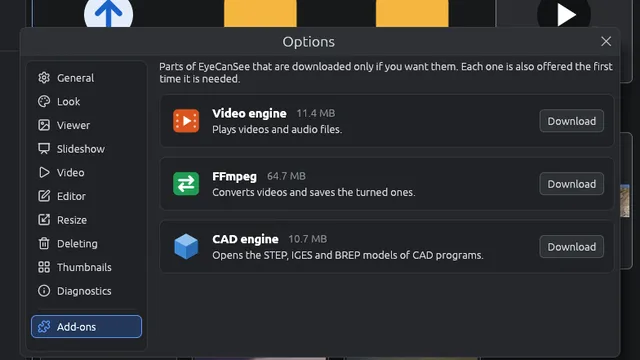 Options
General
Look
Viewer
Slideshow
Video
Editor
Resize
Deleting
Thumbnails
Diagnostics
Add-ons
Parts of EyeCanSee that are downloaded only if you want them. Each one is also offered the first
time it is needed.
Video engine 11.4 MB
Plays videos and audio files.
Download
FFmpeg 64.7 MB
Converts videos and saves the turned ones.
Download
CAD engine 10.7 MB
Opens the STEP, IGES and BREP models of CAD programs.
Download